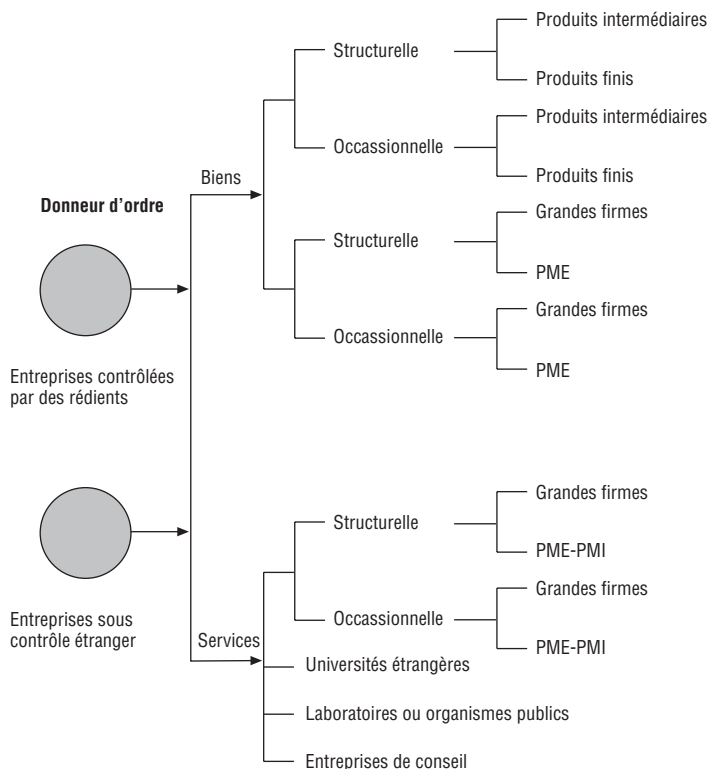 Donneur d'ordre
Entreprises contrôlées
par des rédients
Entreprises sous
contrôle étranger
Biens
Structurelle
Produits intermédiaires
Produits finis
Occassionnelle
Produits intermédiaires
Produits finis
Structurelle
Grandes firmes
PME
Occassionnelle
Grandes firmes
PME
Services
Structurelle
Grandes firmes
PME-PMI
Occassionnelle
Grandes firmes
PME-PMI
Universités étrangères
Laboratoires ou organismes publics
Entreprises de conseil